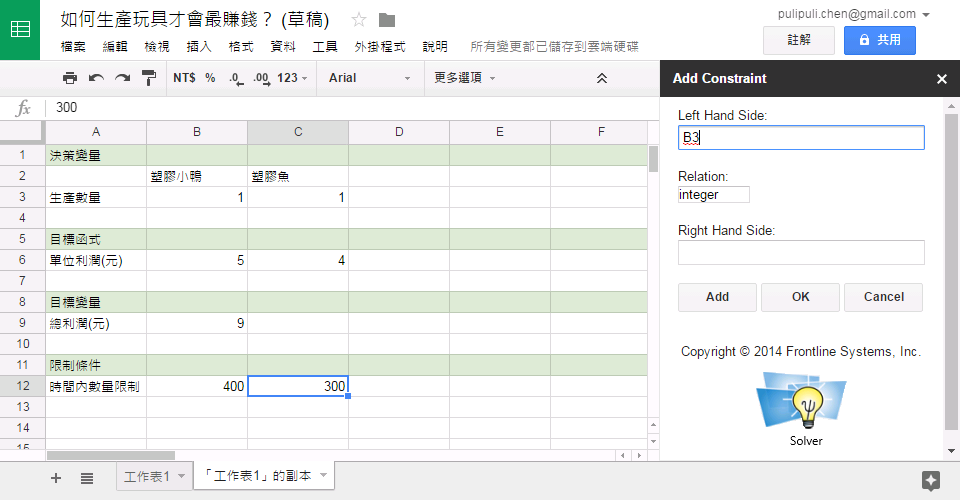 如何生產玩具才會最賺錢？ (草稿)
pulipuli.chen@gmail.com
檔案 編輯 檢視 插入 格式 資料 工具 外掛程式 說明 所有變更都已儲存到雲端硬碟
註解 共用
NT$ % .0 .00 123 Arial 更多選項
Add Constraint ×
fx 300
A B C D E F
1 決策變量
2 塑膠小鴨 塑膠魚
3 生產數量 1 1
4
5 目標函式
6 單位利潤(元) 5 4
7
8 目標變量
9 總利潤(元) 9
10
11 限制條件
12 時間內數量限制 400 300
13
14
15
Left Hand Side:
B3
Relation:
integer
Right Hand Side:
Add OK Cancel
Copyright © 2014 Frontline Systems, Inc.
Ψ
Solver
工作表1 「工作表1」的副本